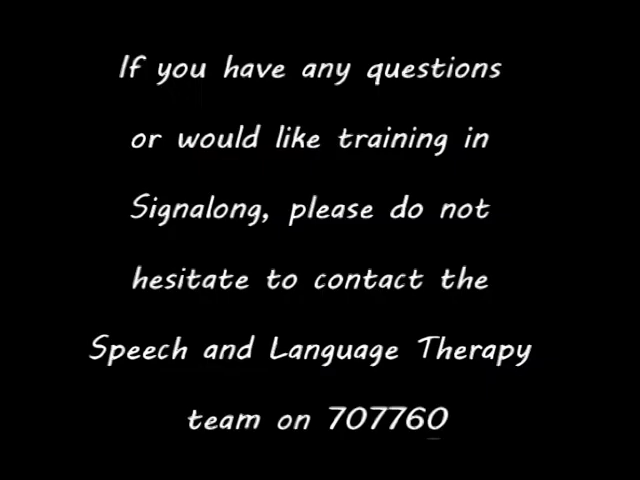 If you have any questions
or would like training in
Signalong, please do not
hesitate to contact the
Speech and Language Therapy
team on 707760